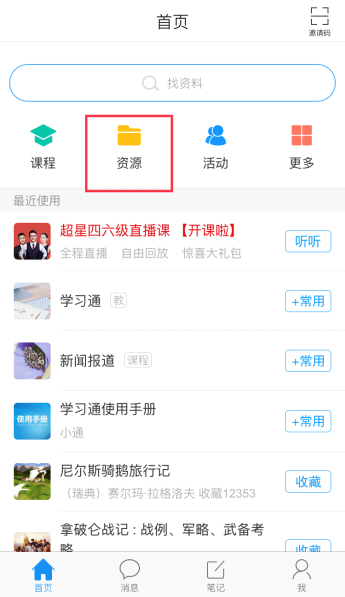 首页
邀请码
找资料
课程
资源
活动
更多
最近使用
超星四六级直播课 【开课啦】
全程直播 自由回放 惊喜大礼包
听听
学习通 教
+常用
新闻报道 课程
+常用
使用手册
学习通使用手册
小通
+常用
尼尔斯骑鹅旅行记
（瑞典）赛尔玛·拉格洛夫 收藏12353
收藏
拿破仑战记：战例、军略、武备考
略
收藏
首页
消息
笔记
我